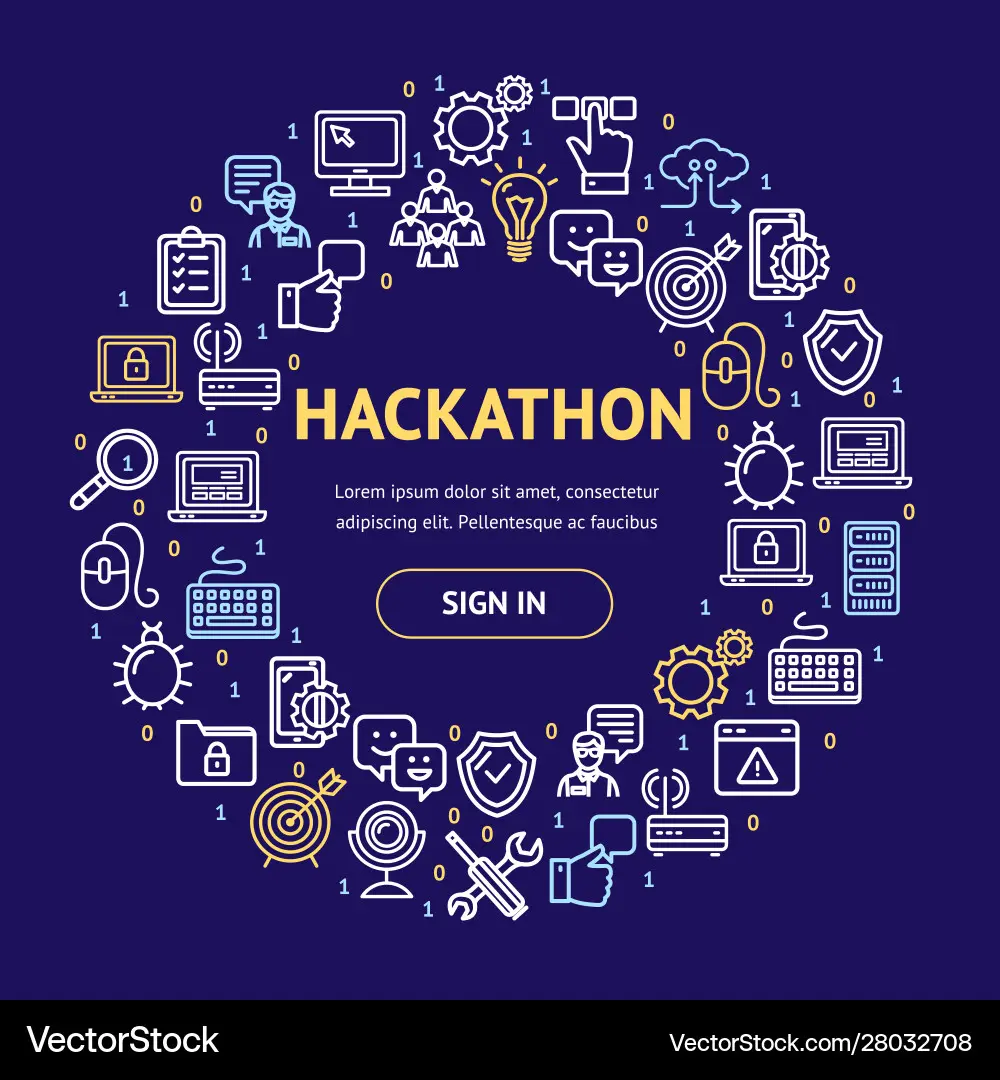 HACKATHON
Lorem ipsum dolor sit amet, consectetur
adipiscing elit. Pellentesque ac faucibus
SIGN IN
VectorStock
VectorStock.com/28032708